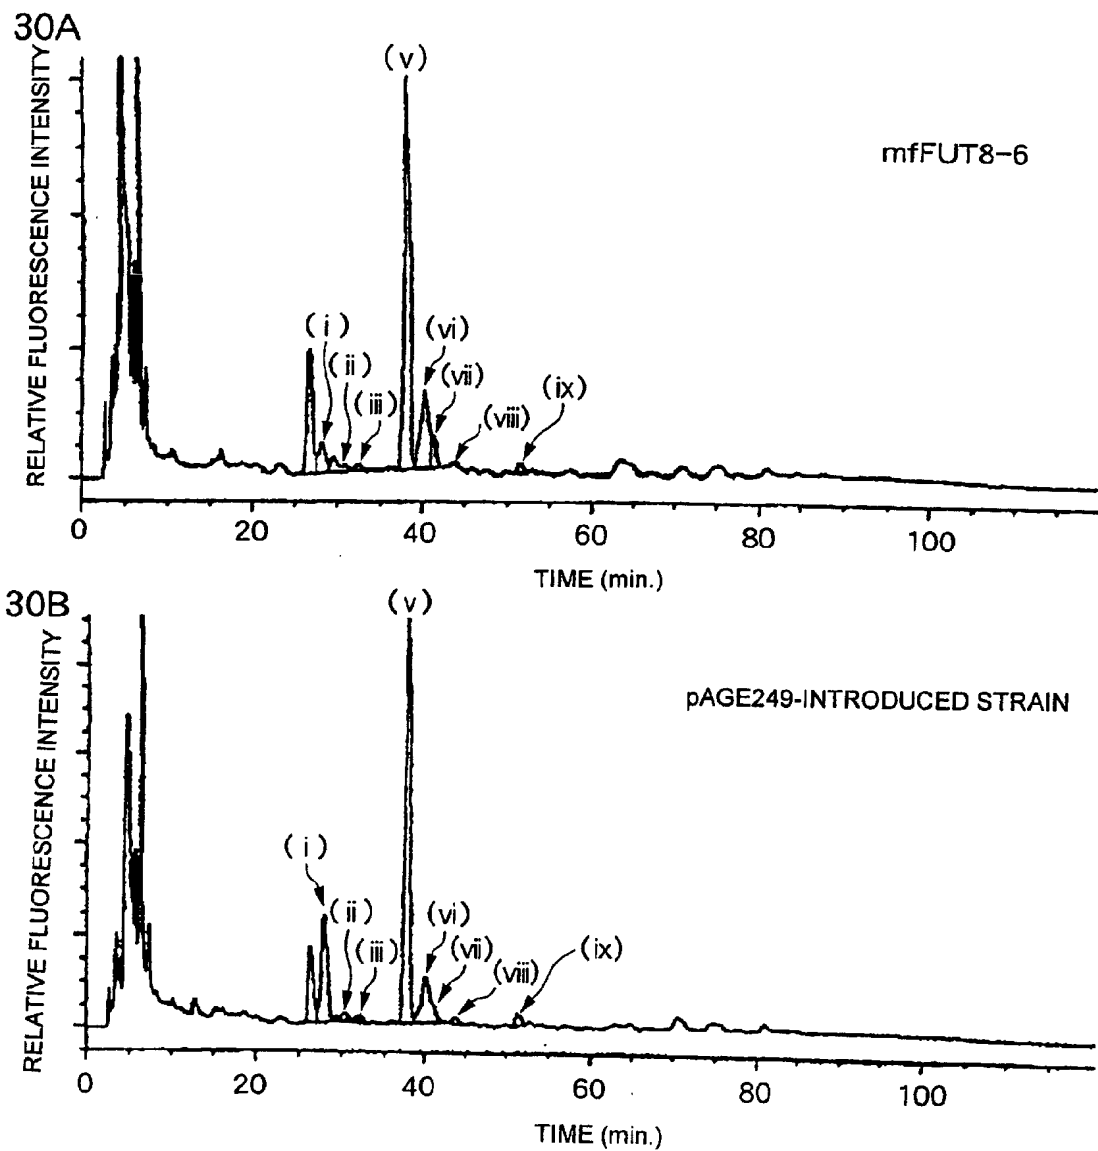 30A
(v)
RELATIVE FLUORESCENCE INTENSITY
mfFUT8-6
(i)
(vi)
(ii)
(vii)
(iii)
(viii)
(ix)
0 20 40 60 80 100
TIME (min.)
30B
(v)
RELATIVE FLUORESCENCE INTENSITY
pAGE249-INTRODUCED STRAIN
(i)
(ii)
(vi)
(iii)
(vii)
(viii)
(ix)
0 20 40 60 80 100
TIME (min.)